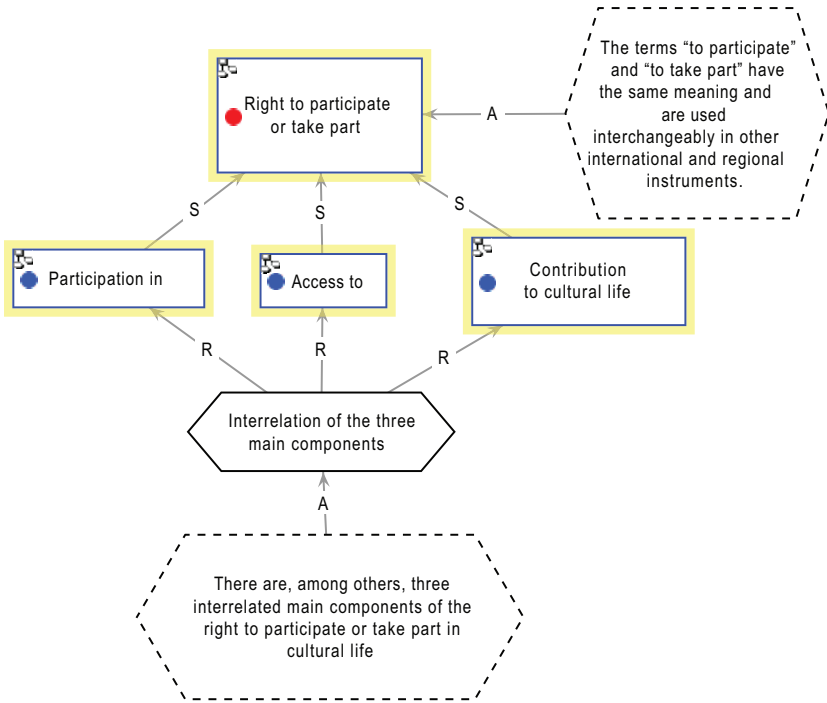 The terms “to participate”
and “to take part” have
the same meaning and
are used
interchangeably in other
international and regional
instruments.
Right to participate
or take part
A
S
S
S
Participation in
Access to
Contribution
to cultural life
R
R
R
Interrelation of the three
main components
A
There are, among others, three
interrelated main components of the
right to participate or take part in
cultural life